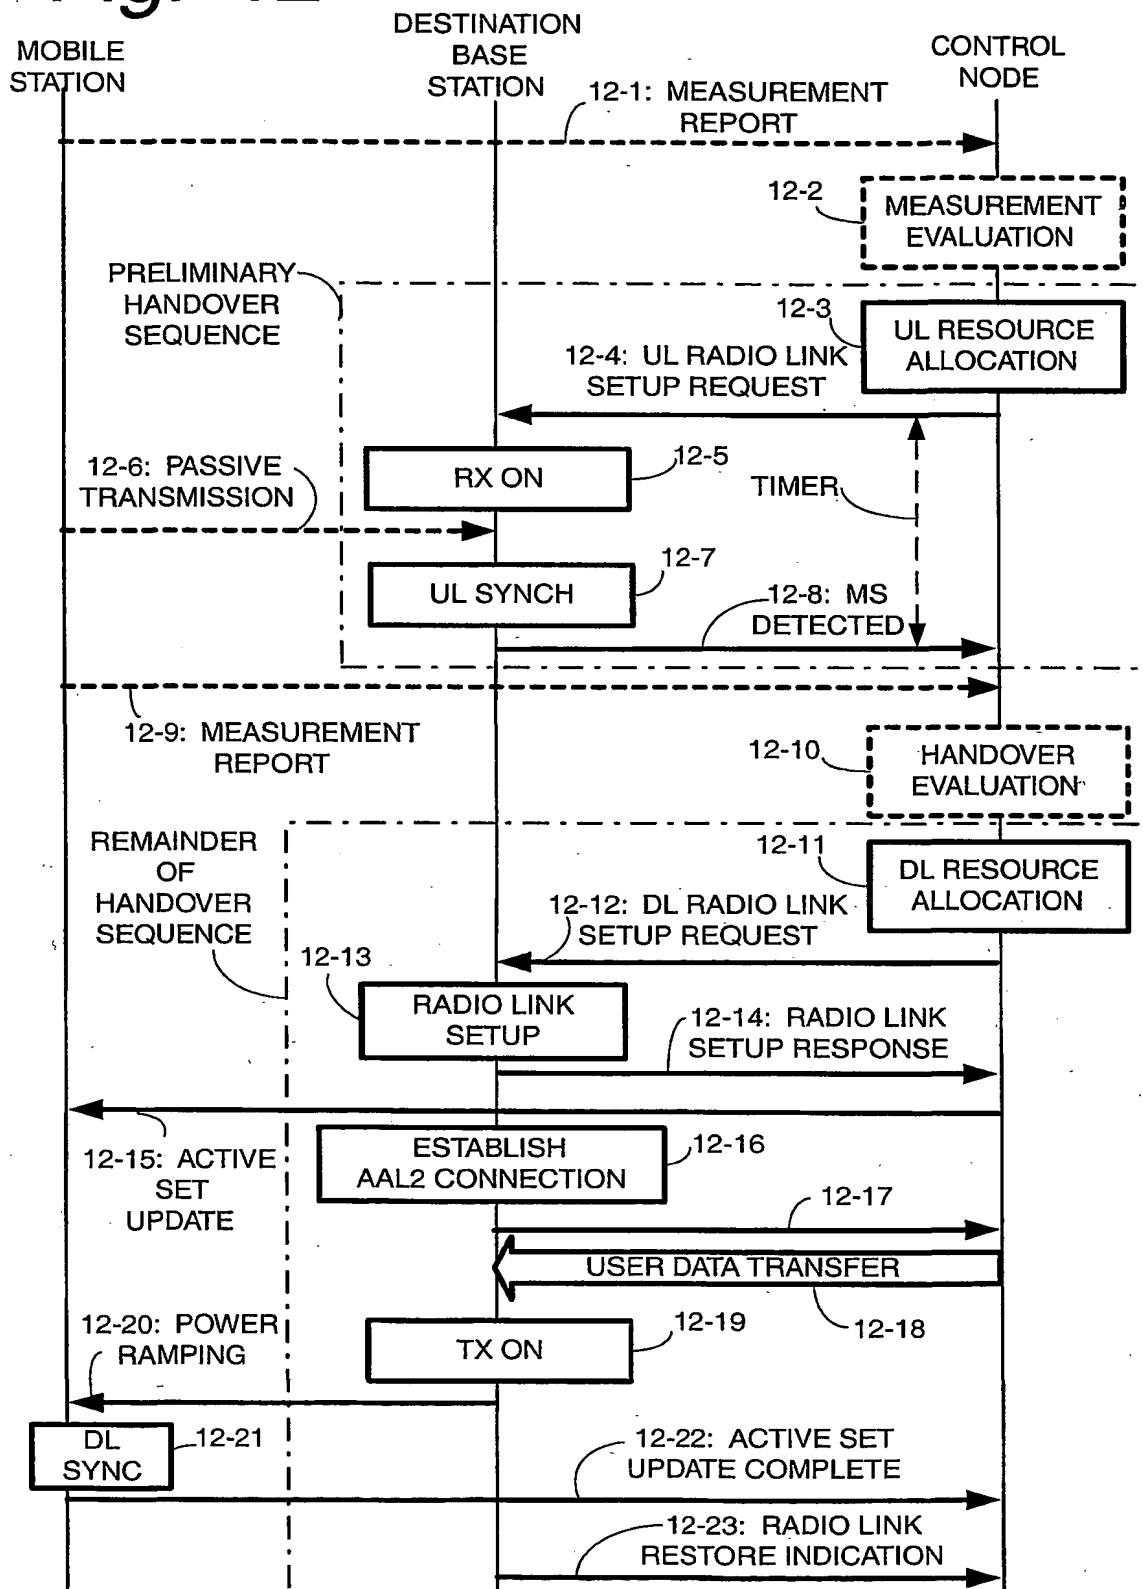 MOBILE
STATION
DESTINATION
BASE
STATION
CONTROL
NODE
12-1: MEASUREMENT
REPORT
12-2
MEASUREMENT
EVALUATION
PRELIMINARY
HANDOVER
SEQUENCE
12-3
UL RESOURCE
ALLOCATION
12-4: UL RADIO LINK
SETUP REQUEST
12-5
RX ON
12-6: PASSIVE
TRANSMISSION
TIMER
12-7
UL SYNCH
12-8: MS
DETECTED
12-9: MEASUREMENT
REPORT
12-10
HANDOVER
EVALUATION
REMAINDER
OF
HANDOVER
SEQUENCE
12-11
DL RESOURCE
ALLOCATION
12-12: DL RADIO LINK
SETUP REQUEST
12-13
RADIO LINK
SETUP
12-14: RADIO LINK
SETUP RESPONSE
12-15: ACTIVE
SET
UPDATE
ESTABLISH
AAL2 CONNECTION
12-16
12-17
USER DATA TRANSFER
12-18
12-19
TX ON
12-20: POWER
RAMPING
DL
SYNC
12-21
12-22: ACTIVE SET
UPDATE COMPLETE
12-23: RADIO LINK
RESTORE INDICATION